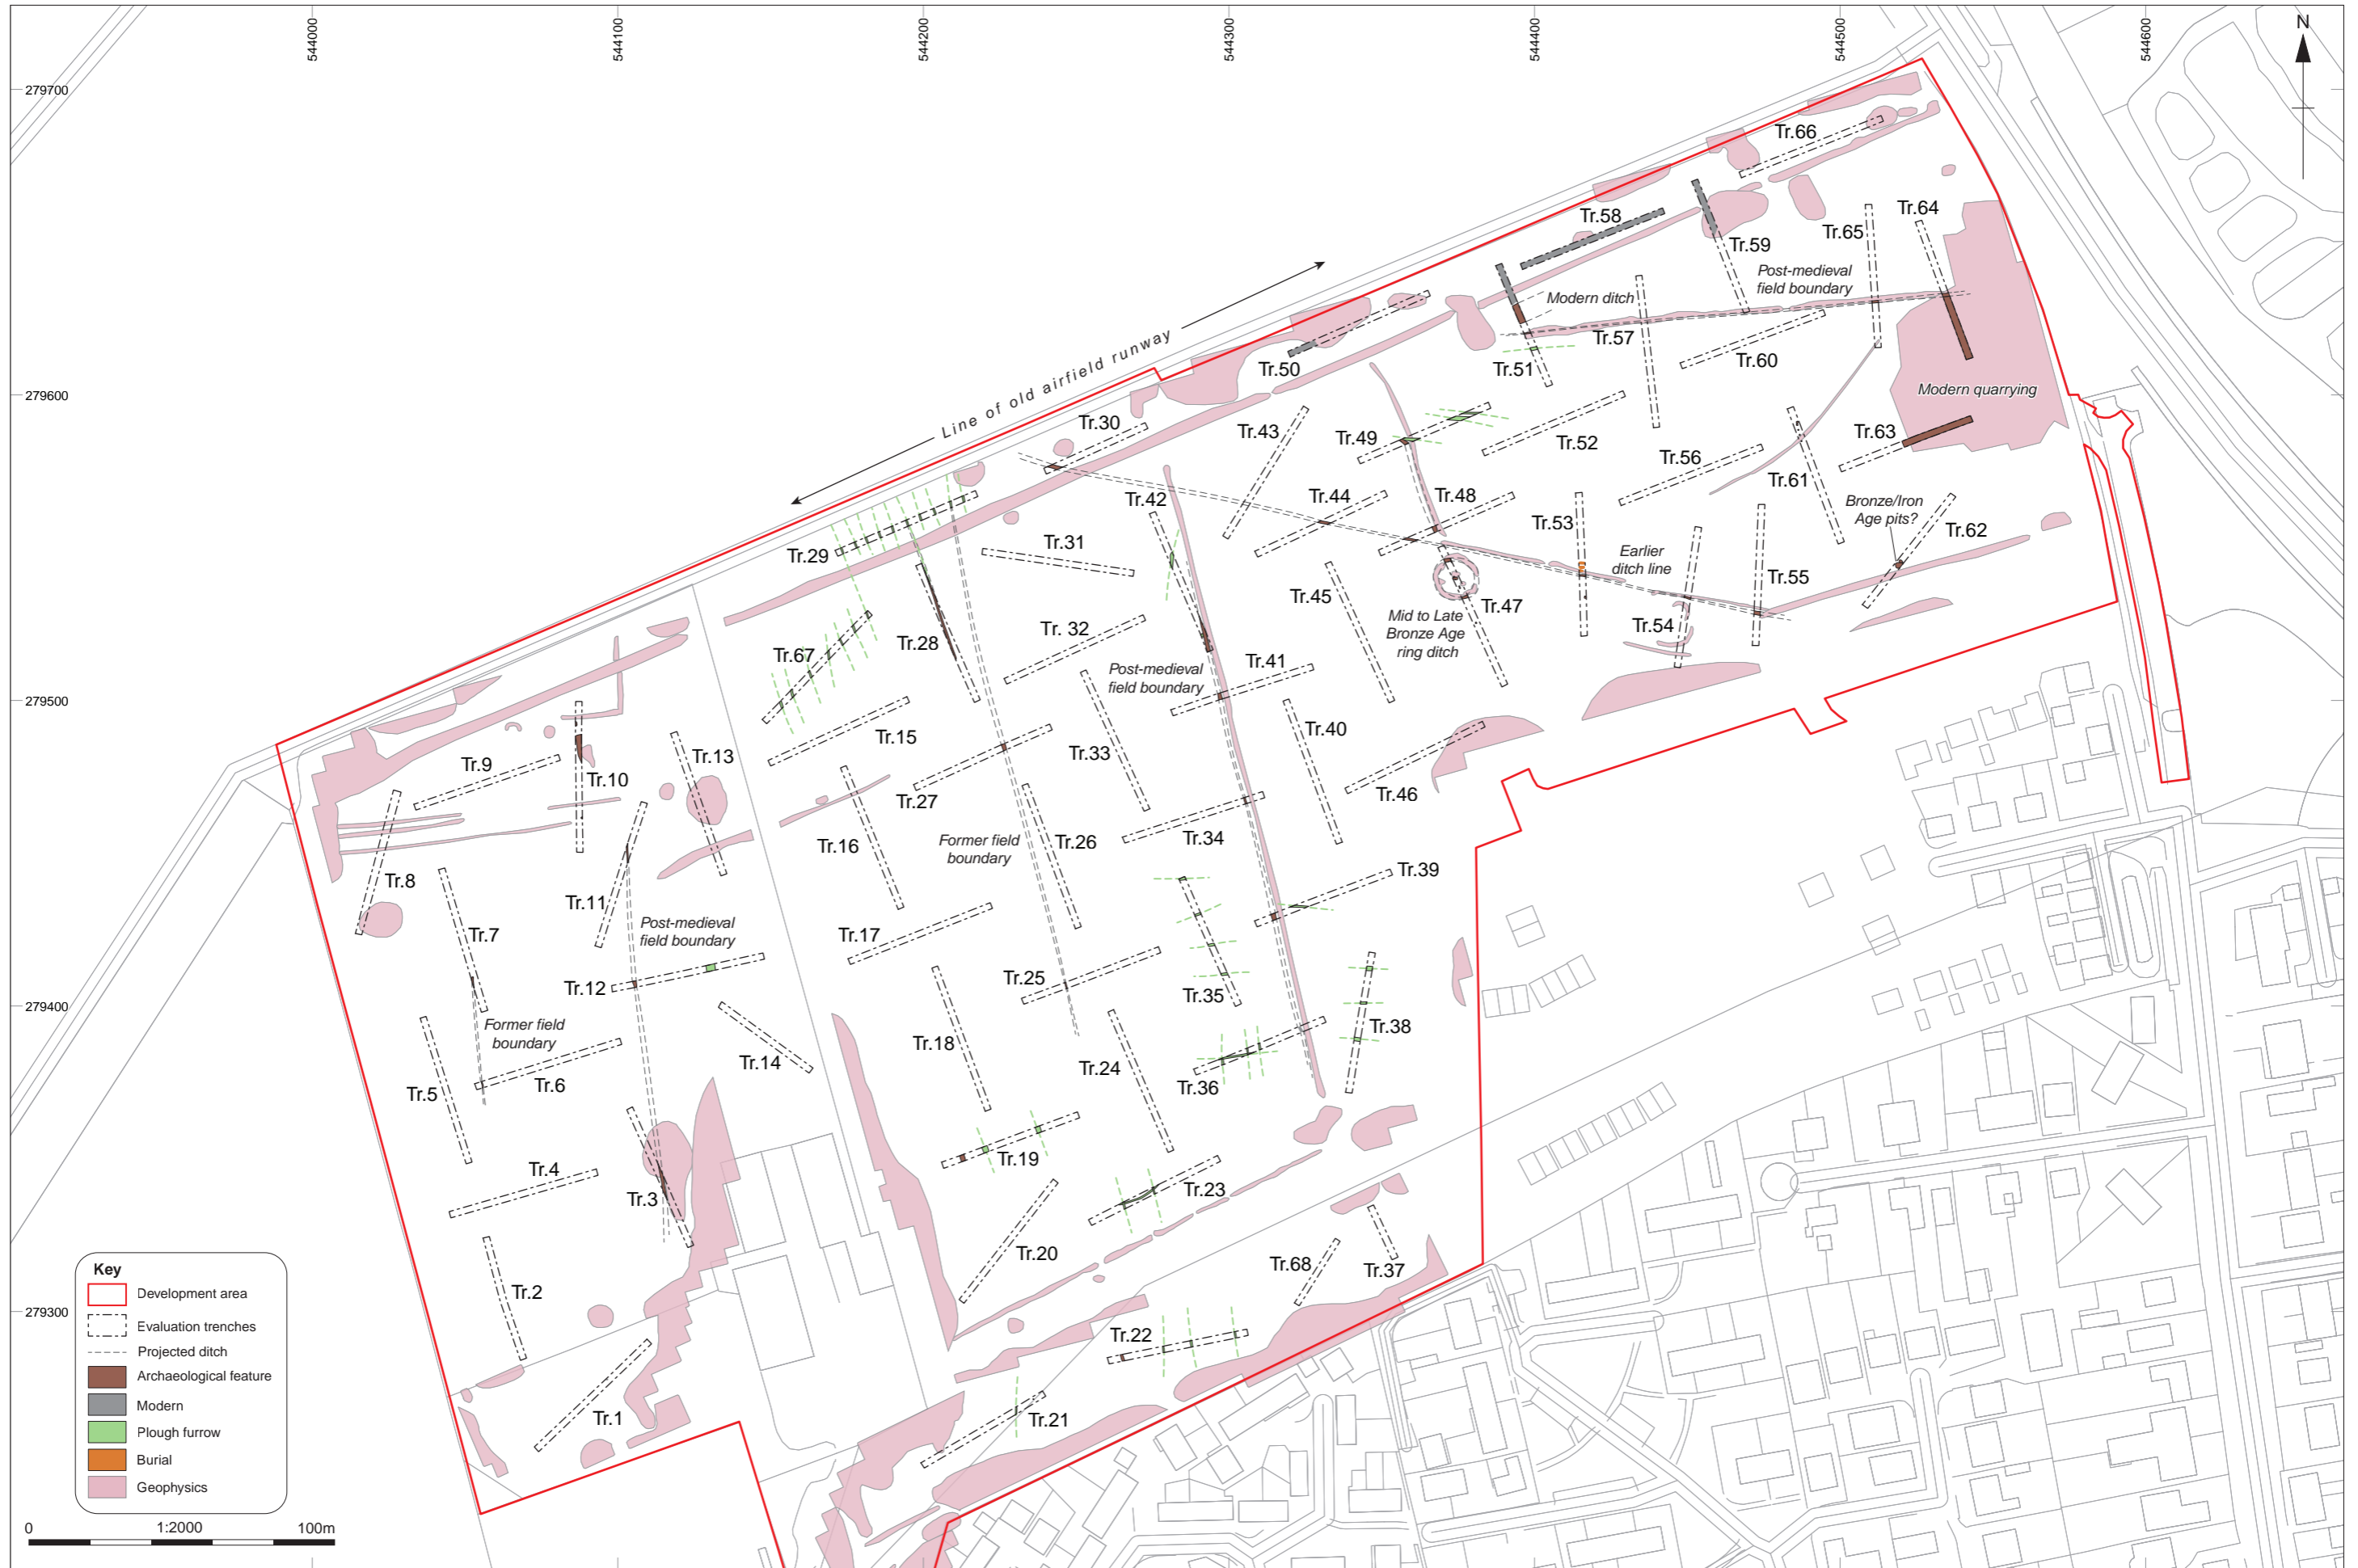 544000
544100
544200
544300
544400
544500
544600
N
279700
279600
279500
279400
279300
Line of old airfield runway
Tr.66
Tr.58
Tr.59
Tr.65
Tr.64
Post-medieval
field boundary
Modern ditch
Tr.57
Tr.50
Tr.51
Tr.60
Modern quarrying
Tr.30
Tr.43
Tr.49
Tr.52
Tr.63
Tr.56
Tr.61
Tr.42
Tr.44
Tr.48
Tr.53
Bronze/Iron
Age pits?
Tr.62
Tr.29
Tr.31
Earlier
ditch line
Tr.55
Tr.45
Tr.47
Mid to Late
Bronze Age
ring ditch
Tr.54
Tr.67
Tr.28
Tr. 32
Post-medieval
field boundary
Tr.41
Tr.15
Tr.33
Tr.40
Tr.13
Tr.9
Tr.10
Tr.27
Tr.46
Tr.16
Former field
boundary
Tr.26
Tr.34
Tr.39
Tr.8
Tr.11
Tr.7
Post-medieval
field boundary
Tr.17
Tr.12
Tr.25
Tr.35
Former field
boundary
Tr.38
Tr.18
Tr.14
Tr.24
Tr.36
Tr.5
Tr.6
Tr.19
Tr.4
Tr.3
Tr.23
Tr.20
Tr.68
Tr.37
Tr.2
Tr.22
Tr.1
Tr.21
Key
Development area
Evaluation trenches
Projected ditch
Archaeological feature
Modern
Plough furrow
Burial
Geophysics
0 1:2000 100m